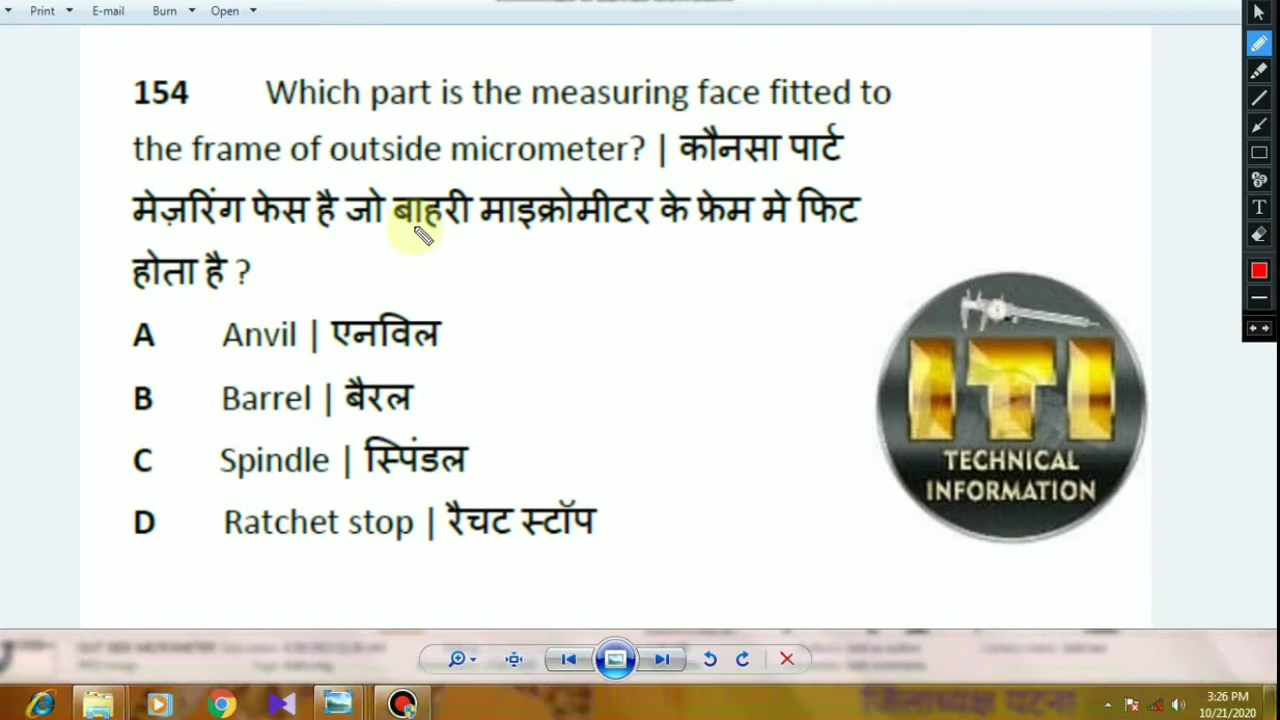 Print E-mail Burn Open
154 Which part is the measuring face fitted to
the frame of outside micrometer? | कौनसा पार्ट
मेज़रिंग फेस है जो बाहरी माइक्रोमीटर के फ्रेम मे फिट
होता है ?
A Anvil | एनविल
B Barrel | बैरल
C Spindle | स्पिंडल
D Ratchet stop | रैचट स्टॉप
ITI
TECHNICAL
INFORMATION
T
जिलाध्यक्ष पटना
3:26 PM
10/21/2020